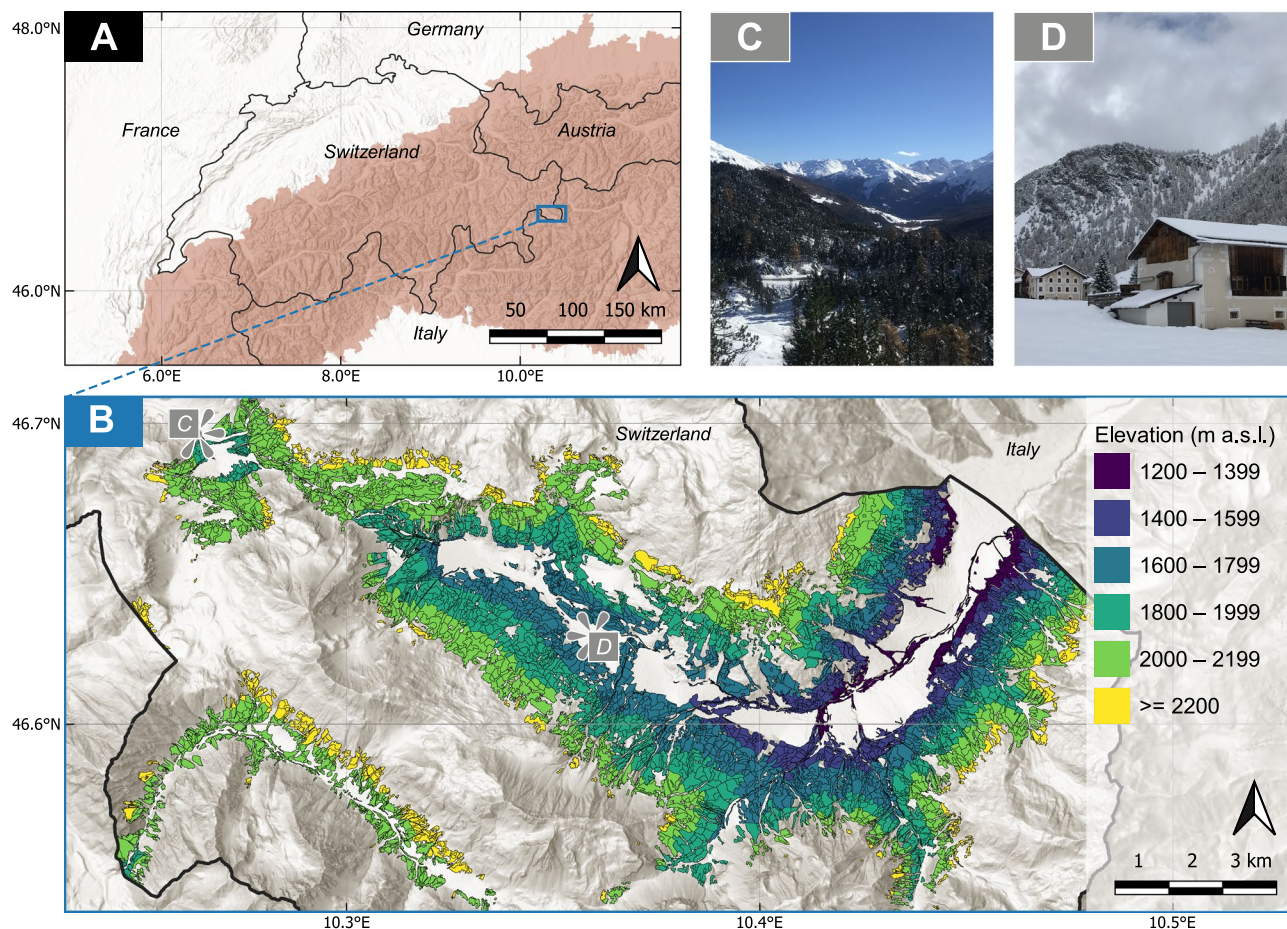 A
48.0°N
Germany
France
Austria
Switzerland
46.0°N
50 100 150 km
Italy
6.0°E 8.0°E 10.0°E
C
D
B
46.7°N
C
Switzerland
Italy
Elevation (m a.s.l.)
1200 – 1399
1400 – 1599
1600 – 1799
1800 – 1999
2000 – 2199
>= 2200
D
46.6°N
1 2 3 km
10.3°E 10.4°E 10.5°E